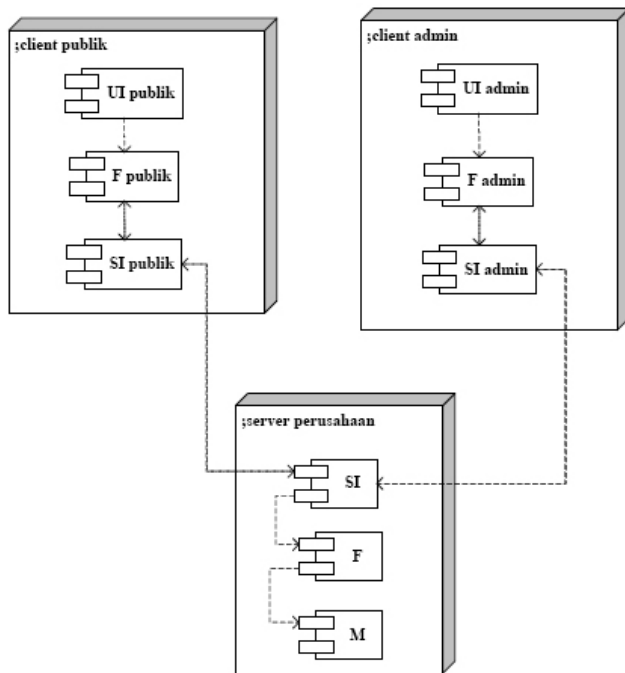 ;client publik
UI publik
F publik
SI publik
;client admin
UI admin
F admin
SI admin
;server perusahaan
SI
F
M